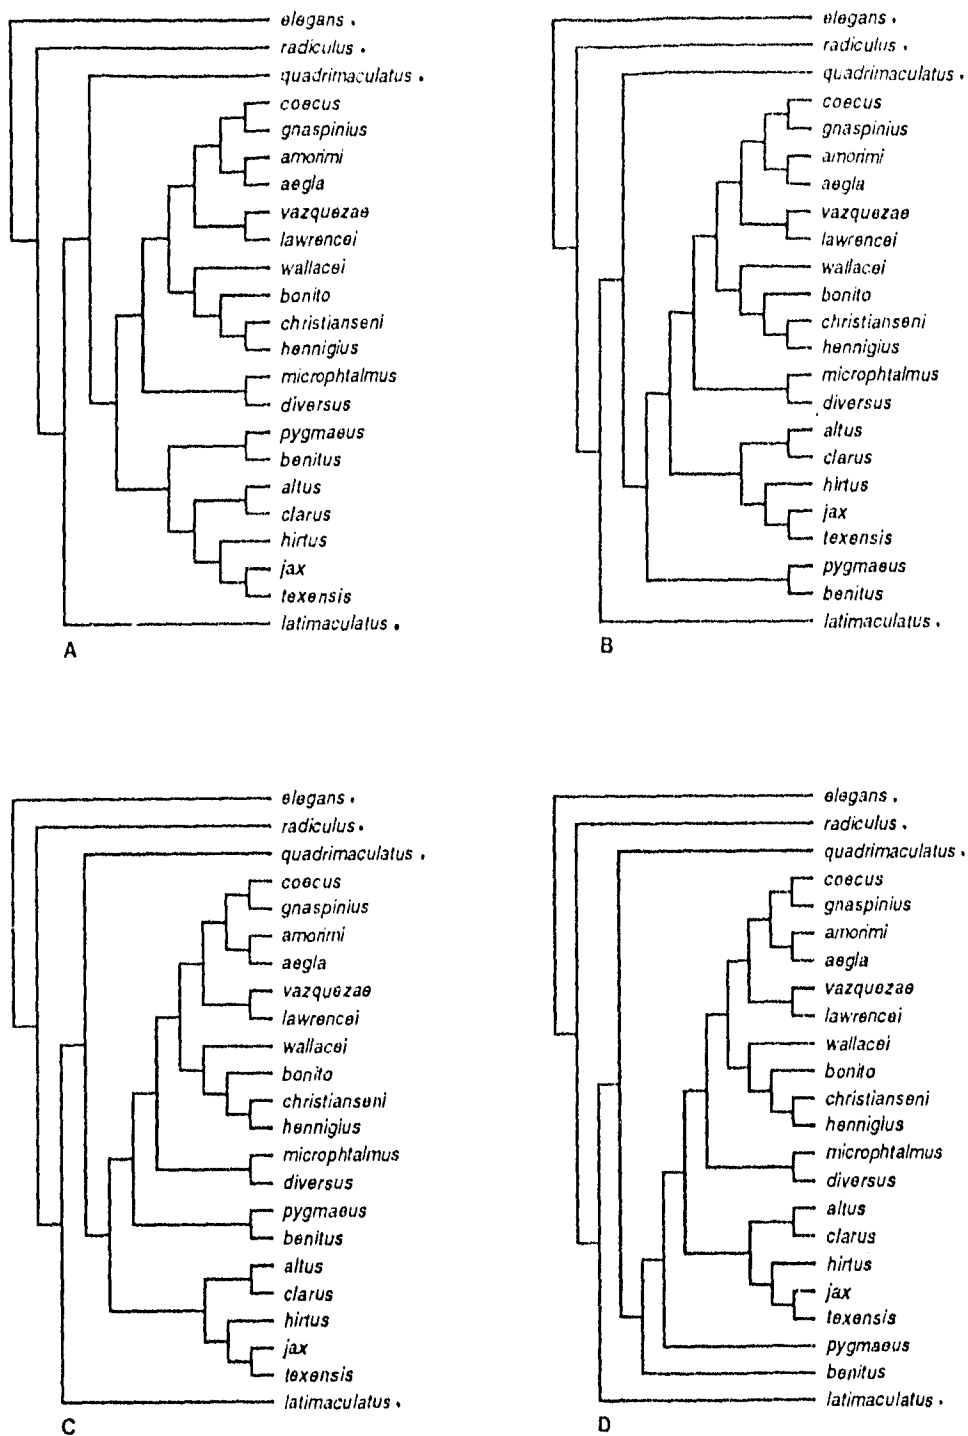 elegans .
radiculus .
quadrimaculatus .
coecus
gnaspinius
amorimi
aegla
vazquezae
lawrencei
wallacei
bonito
christianseni
hennigius
microphtalmus
diversus
pygmaeus
benitus
altus
clarus
hirtus
jax
texensis
latimaculatus .
A
elegans .
radiculus .
quadrimaculatus .
coecus
gnaspinius
amorimi
aegla
vazquezae
lawrencei
wallacei
bonito
christianseni
hennigius
microphtalmus
diversus
altus
clarus
hirtus
jax
texensis
pygmaeus
benitus
latimaculatus .
B
elegans .
radiculus .
quadrimaculatus .
coecus
gnaspinius
amorimi
aegla
vazquezae
lawrencei
wallacei
bonito
christianseni
hennigius
microphtalmus
diversus
pygmaeus
benitus
altus
clarus
hirtus
jax
texensis
latimaculatus .
C
elegans .
radiculus .
quadrimaculatus .
coecus
gnaspinius
amorimi
aegla
vazquezae
lawrencei
wallacei
bonito
christianseni
hennigius
microphtalmus
diversus
altus
clarus
hirtus
jax
texensis
pygmaeus
benitus
latimaculatus .
D